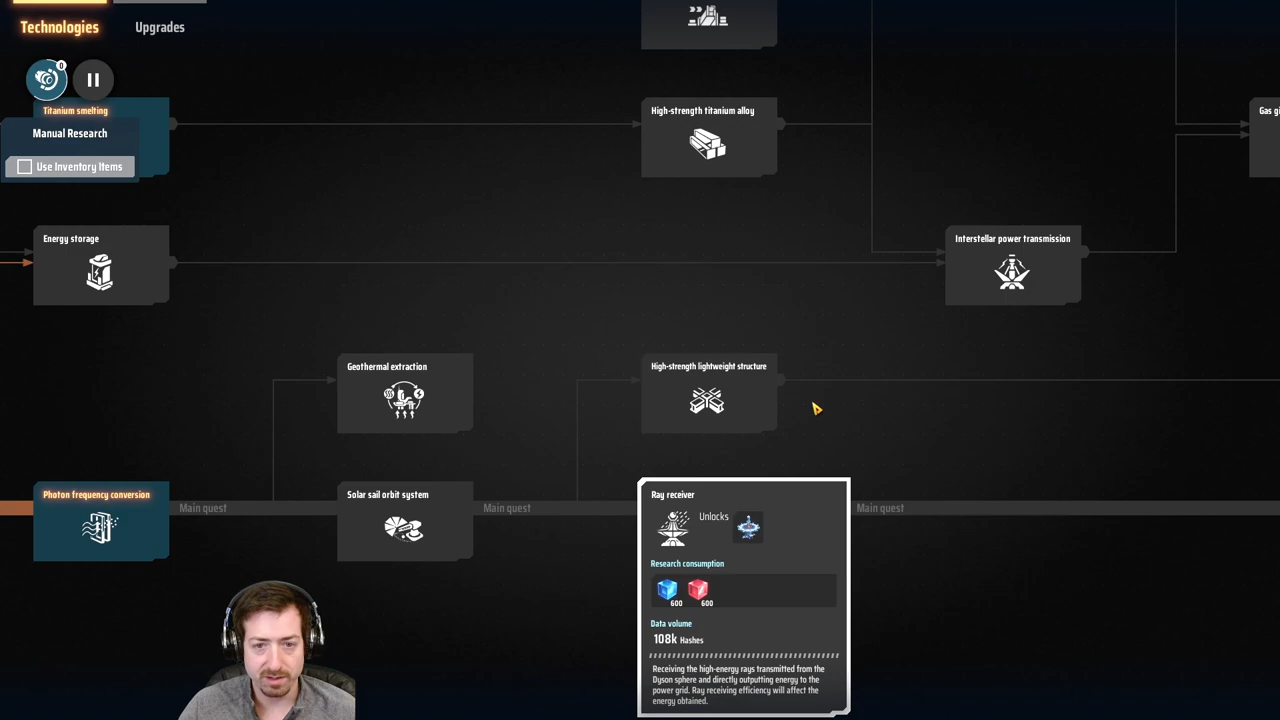 Technologies
Upgrades
0
Titanium smelting
Manual Research
Use Inventory Items
High-strength titanium alloy
Energy storage
Interstellar power transmission
Geothermal extraction
High-strength lightweight structure
Photon frequency conversion
Main quest
Solar sail orbit system
Main quest
Ray receiver
Unlocks
Main quest
Research consumption
600 600
Data volume
108k Hashes
Receiving the high-energy rays transmitted from the
Dyson sphere and directly outputting energy to the
power grid. Ray receiving efficiency will affect the
energy obtained.